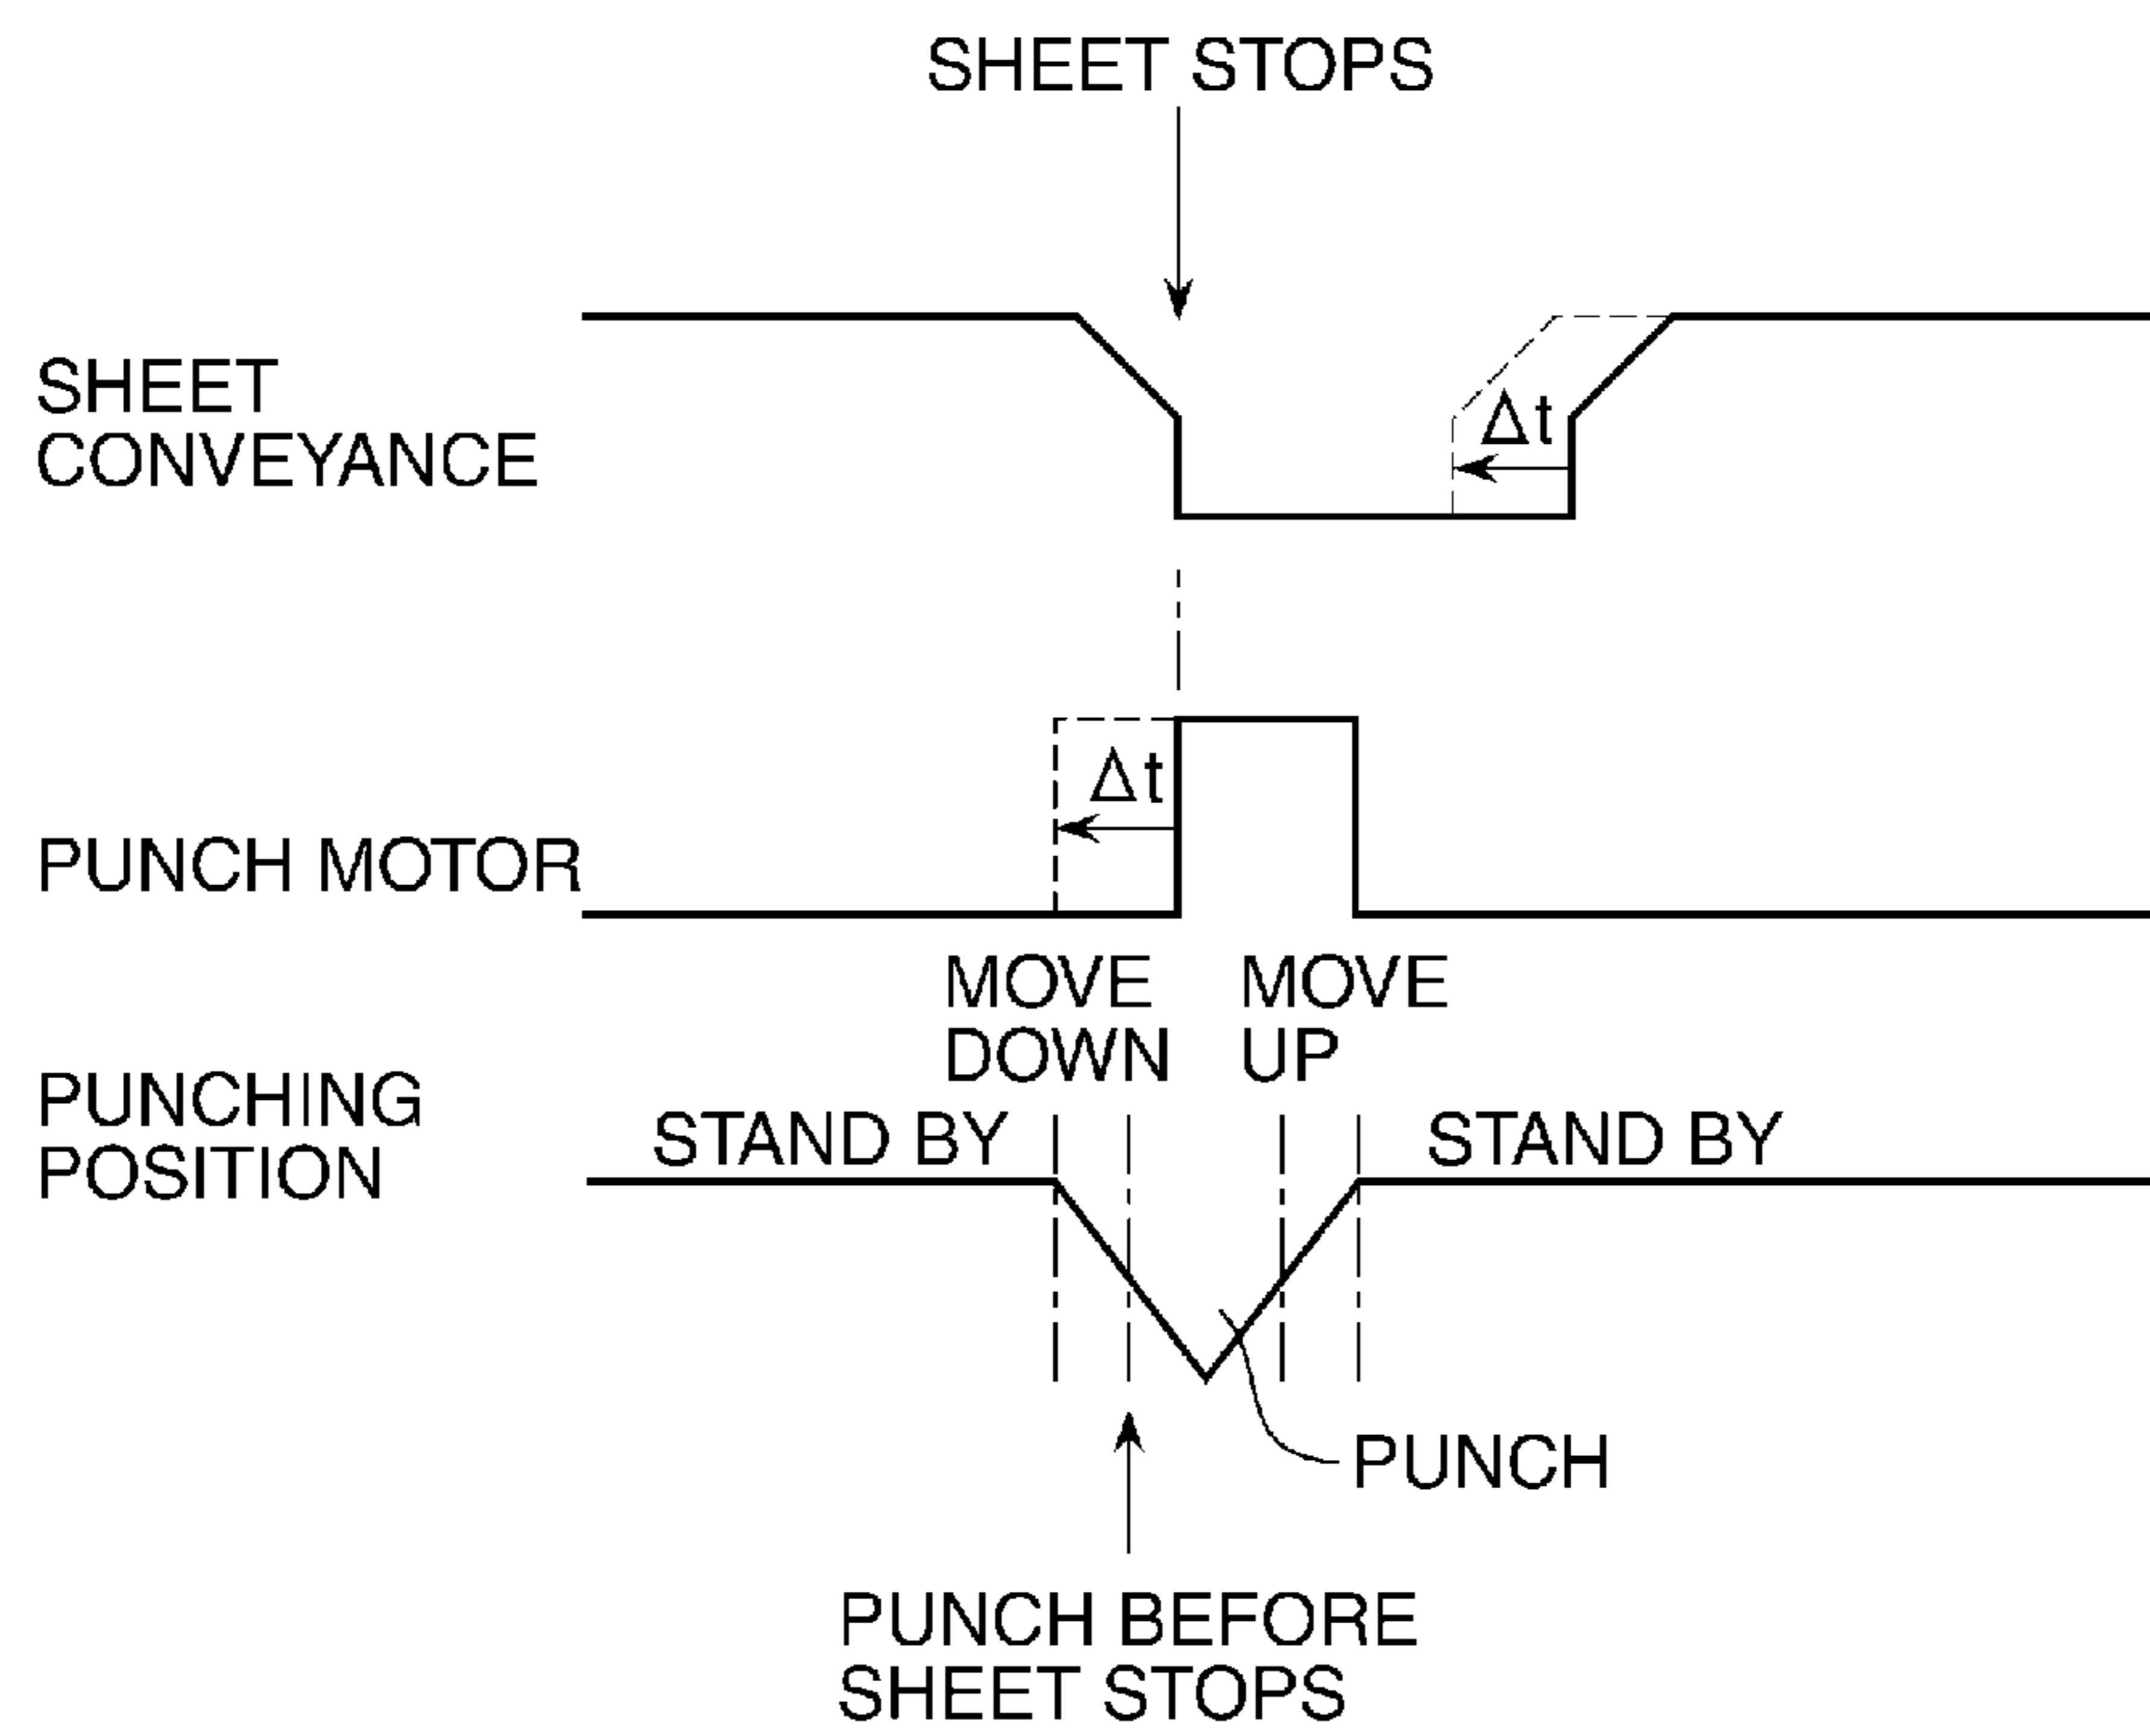 SHEET STOPS
SHEET
CONVEYANCE
Δt
Δt
PUNCH MOTOR
MOVE
DOWN
MOVE
UP
PUNCHING
POSITION
STAND BY
STAND BY
PUNCH
PUNCH BEFORE
SHEET STOPS